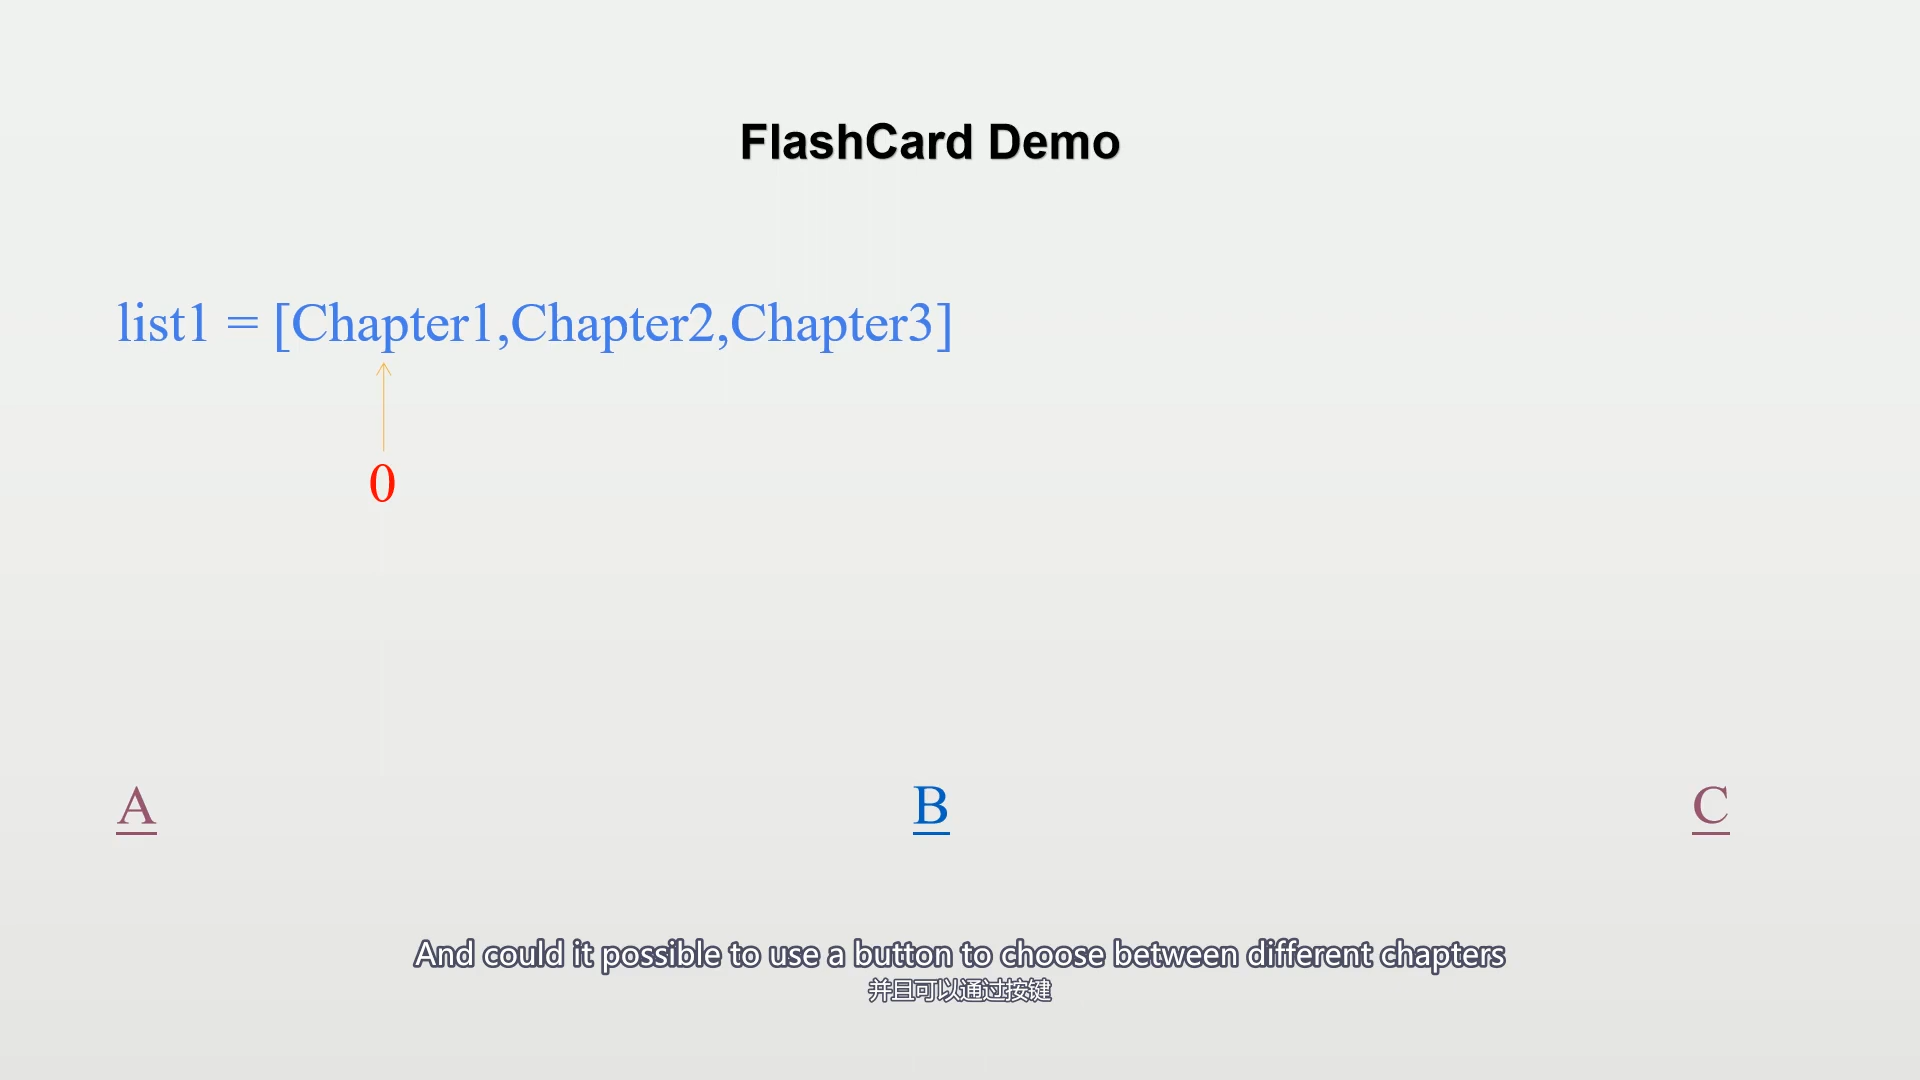 FlashCard Demo
list1 = [Chapter1,Chapter2,Chapter3]
0
A B C
And could it possible to use a button to choose between different chapters
并且可以通过按键